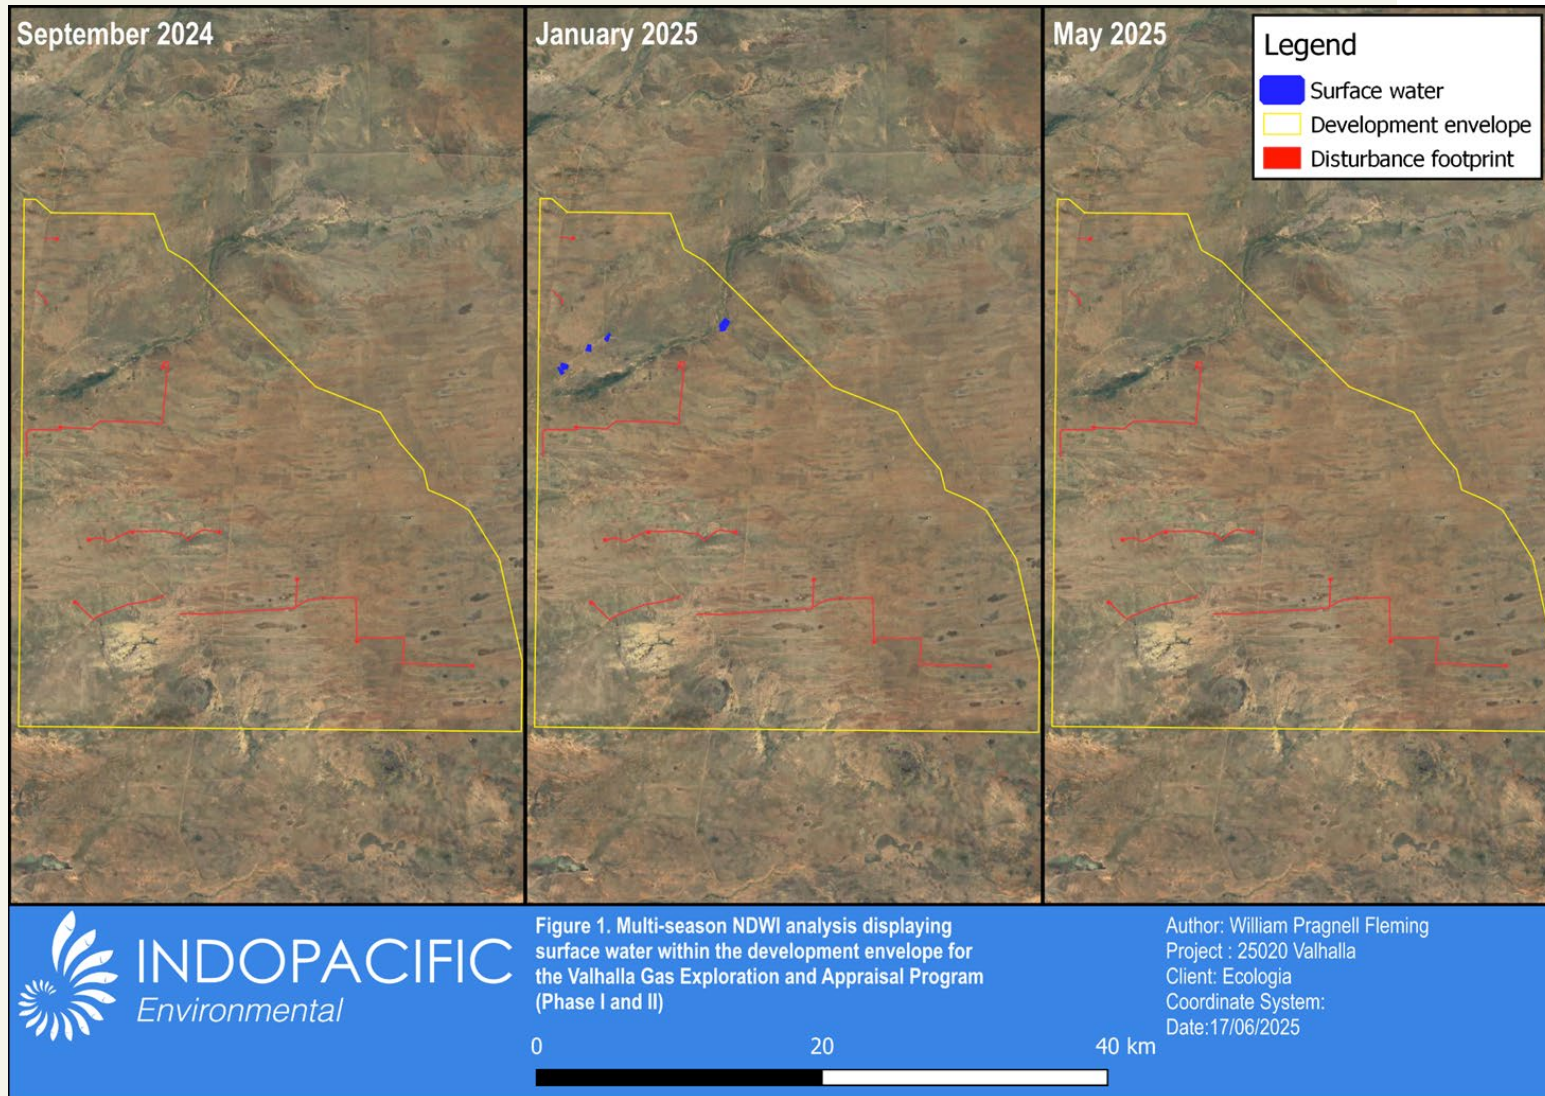 September 2024
January 2025
May 2025
Legend
Surface water
Development envelope
Disturbance footprint
INDOPACIFIC
Environmental
Figure 1. Multi-season NDWI analysis displaying
surface water within the development envelope for
the Valhalla Gas Exploration and Appraisal Program
(Phase I and II)
0
20
40 km
Author: William Pragnell Fleming
Project : 25020 Valhalla
Client: Ecologia
Coordinate System:
Date:17/06/2025